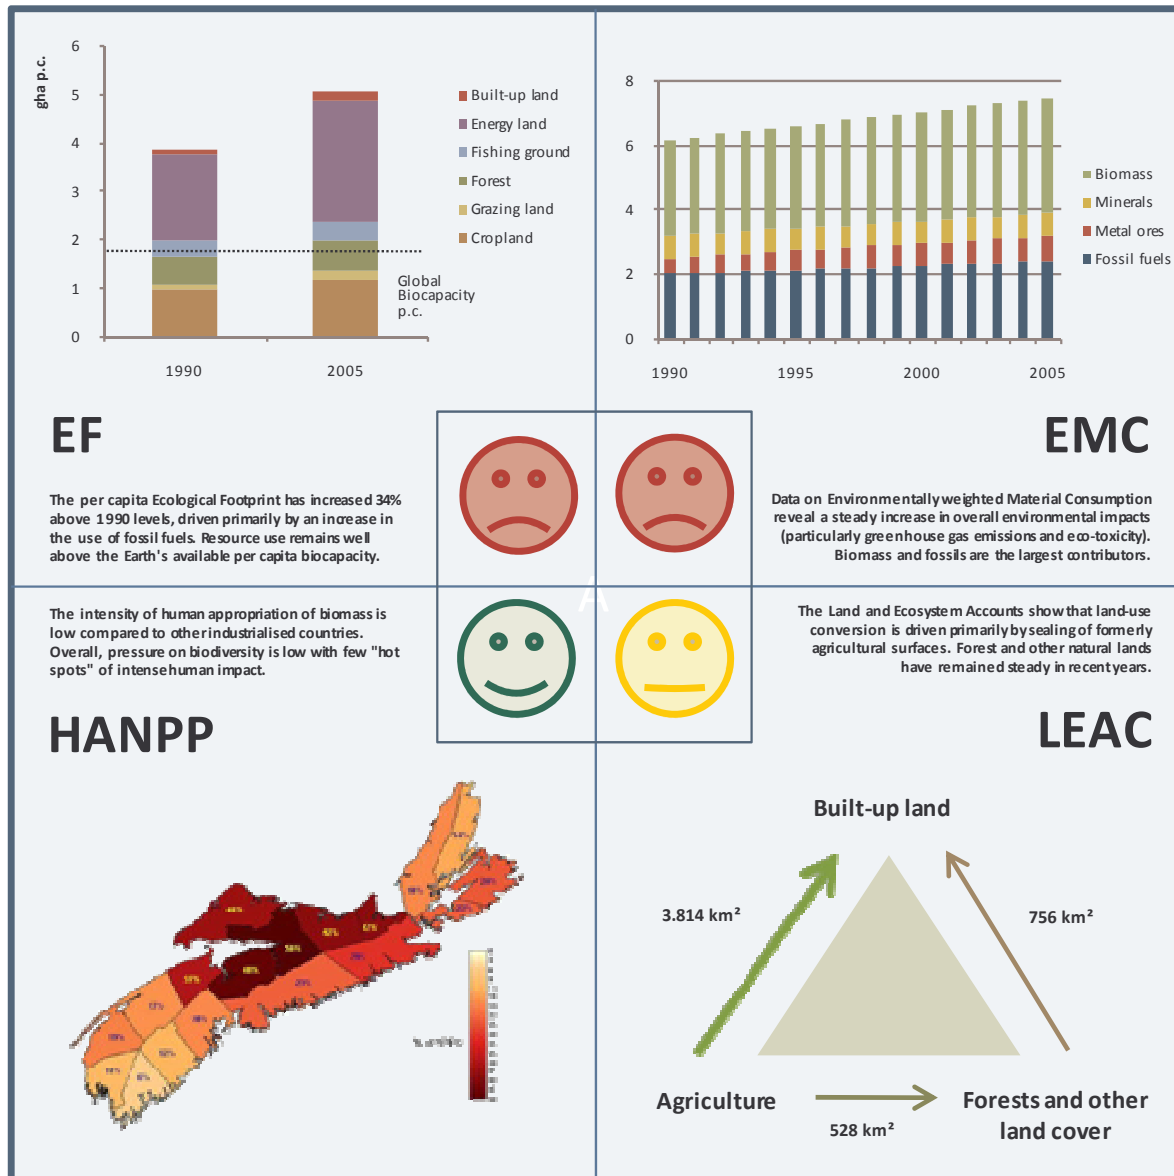 gha p.c.
6
5
4
3
2
1
0
1990
2005
Built-up land
Energy land
Fishing ground
Forest
Grazing land
Cropland
Global
Biocapacity
p.c.
8
6
4
2
0
1990
1995
2000
2005
Biomass
Minerals
Metal ores
Fossil fuels
EF
The per capita Ecological Footprint has increased 34%
above 1990 levels, driven primarily by an increase in
the use of fossil fuels. Resource use remains well
above the Earth's available per capita biocapacity.
EMC
Data on Environmentally weighted Material Consumption
reveal a steady increase in overall environmental impacts
(particularly greenhouse gas emissions and eco-toxicity).
Biomass and fossils are the largest contributors.
A
The intensity of human appropriation of biomass is
low compared to other industrialised countries.
Overall, pressure on biodiversity is low with few "hot
spots" of intense human impact.
HANPP
The Land and Ecosystem Accounts show that land-use
conversion is driven primarily by sealing of formerly
agricultural surfaces. Forest and other natural lands
have remained steady in recent years.
LEAC
Built-up land
3.814 km²
756 km²
Agriculture
528 km²
Forests and other
land cover